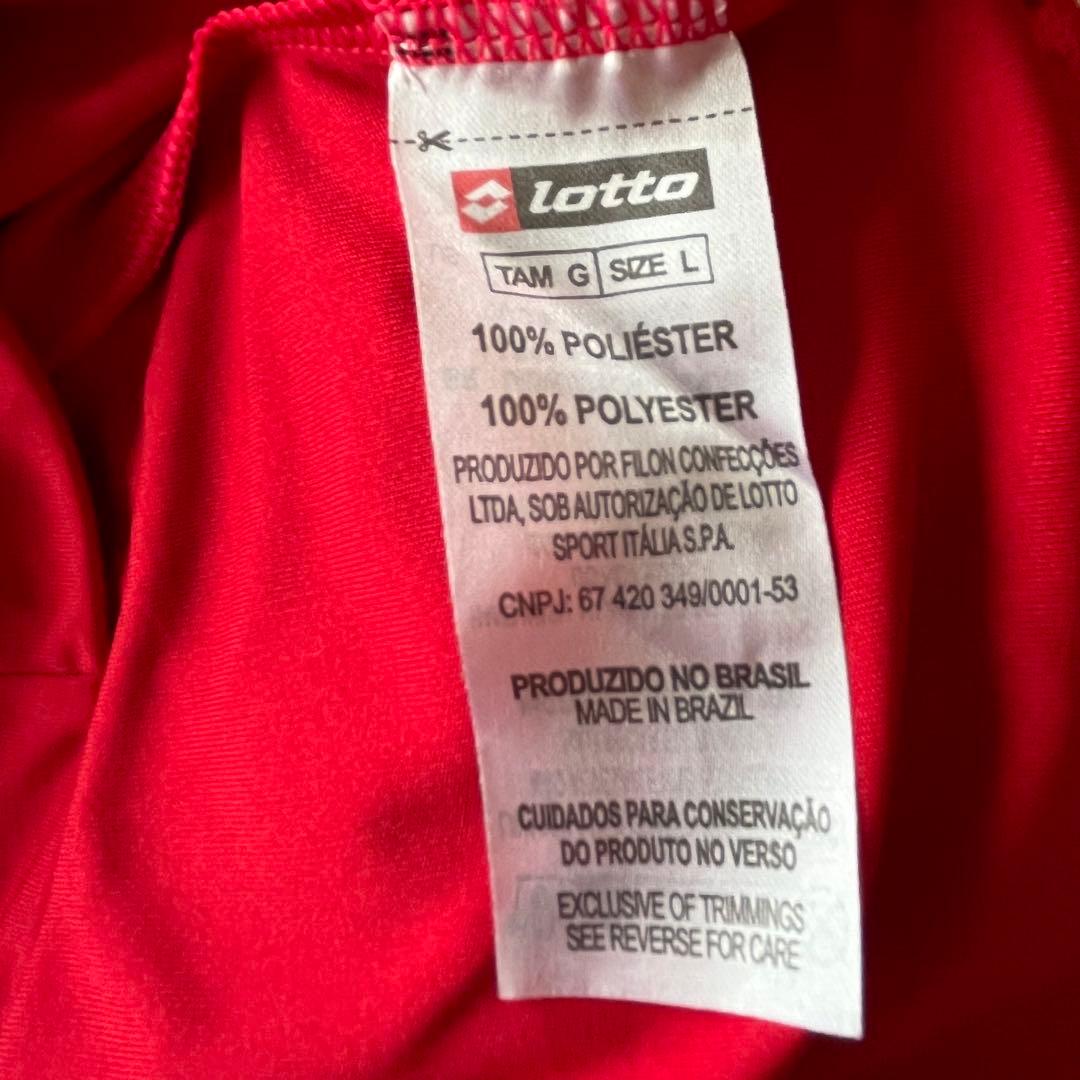 lotto
TAM G SIZE L
100% POLIÉSTER
100% POLYESTER
PRODUZIDO POR FILON CONFECÇÕES
LTDA, SOB AUTORIZAÇÃO DE LOTTO
SPORT ITÁLIA S.P.A.
CNPJ: 67 420 349/0001-53
PRODUZIDO NO BRASIL
MADE IN BRAZIL
CUIDADOS PARA CONSERVAÇÃO
DO PRODUTO NO VERSO
EXCLUSIVE OF TRIMMINGS
SEE REVERSE FOR CARE